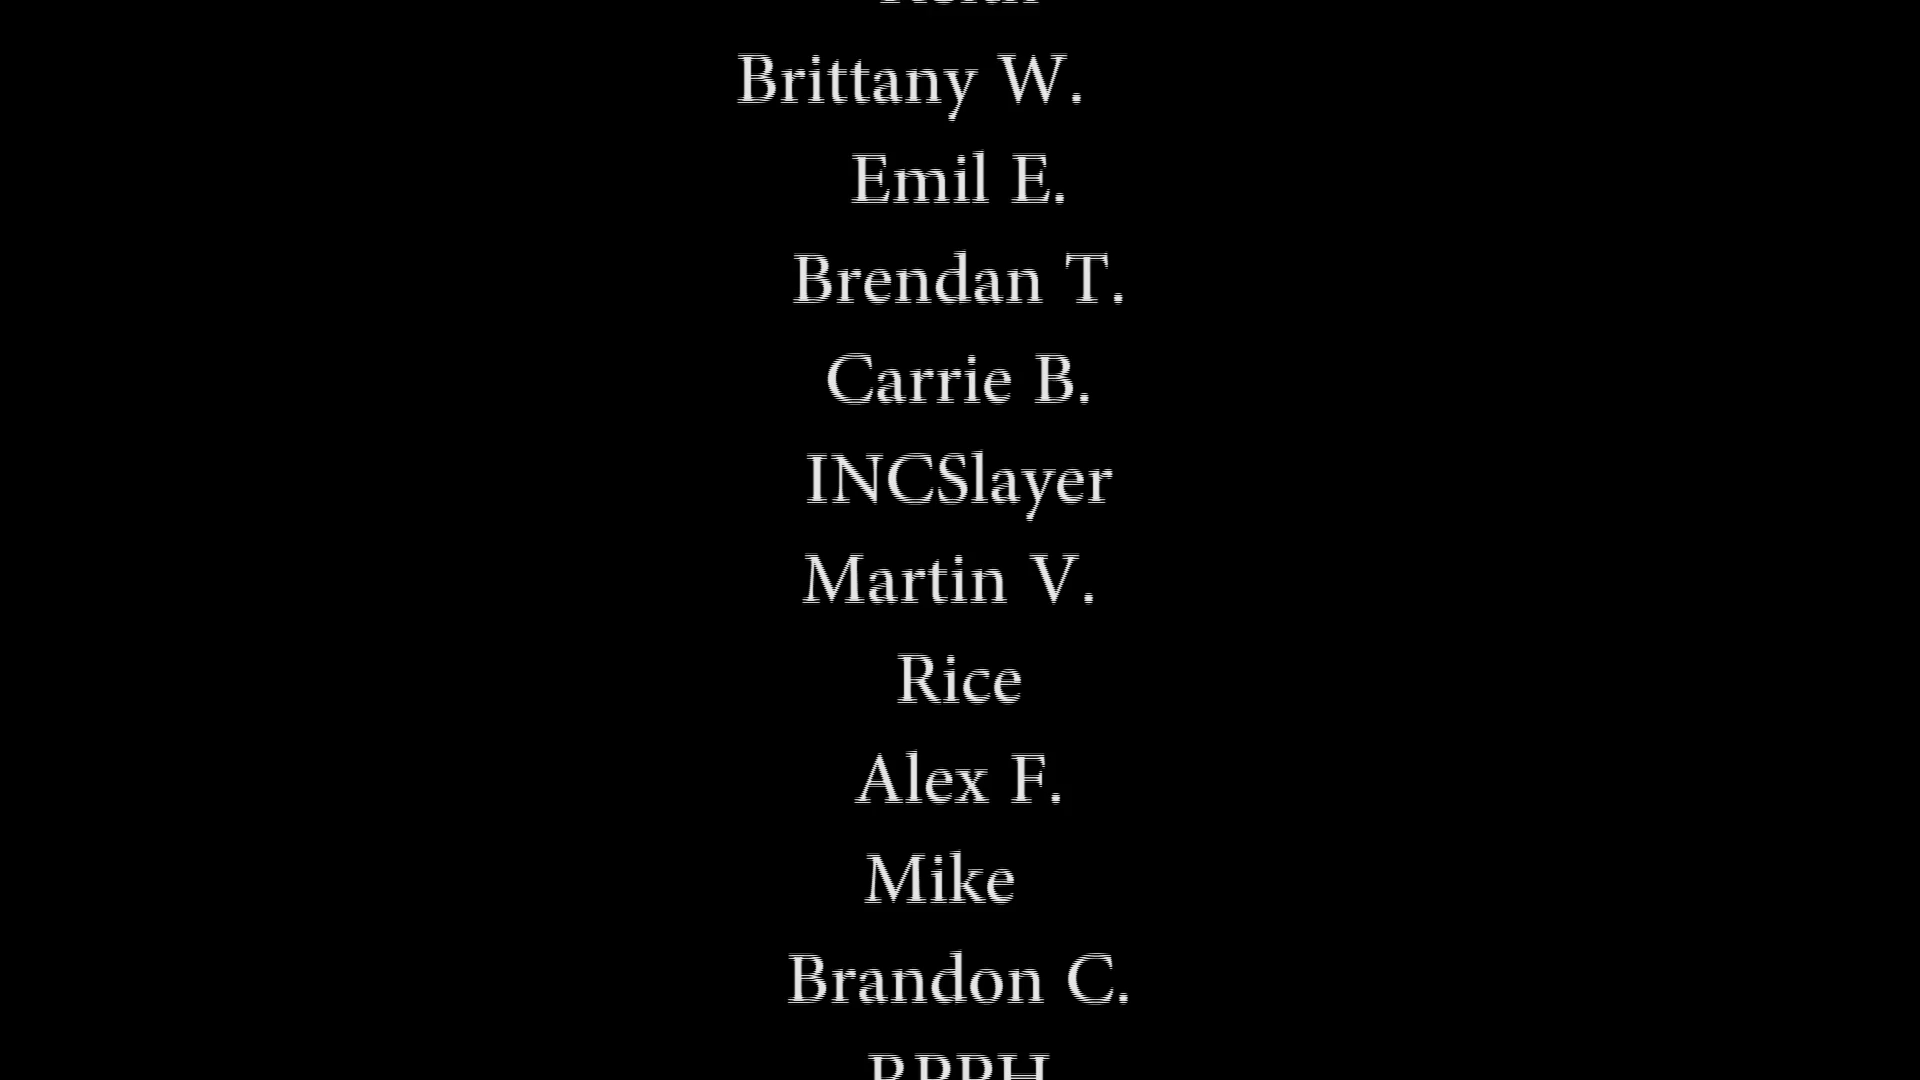 Brittany W.
Emil E.
Brendan T.
Carrie B.
INCSlayer
Martin V.
Rice
Alex F.
Mike
Brandon C.